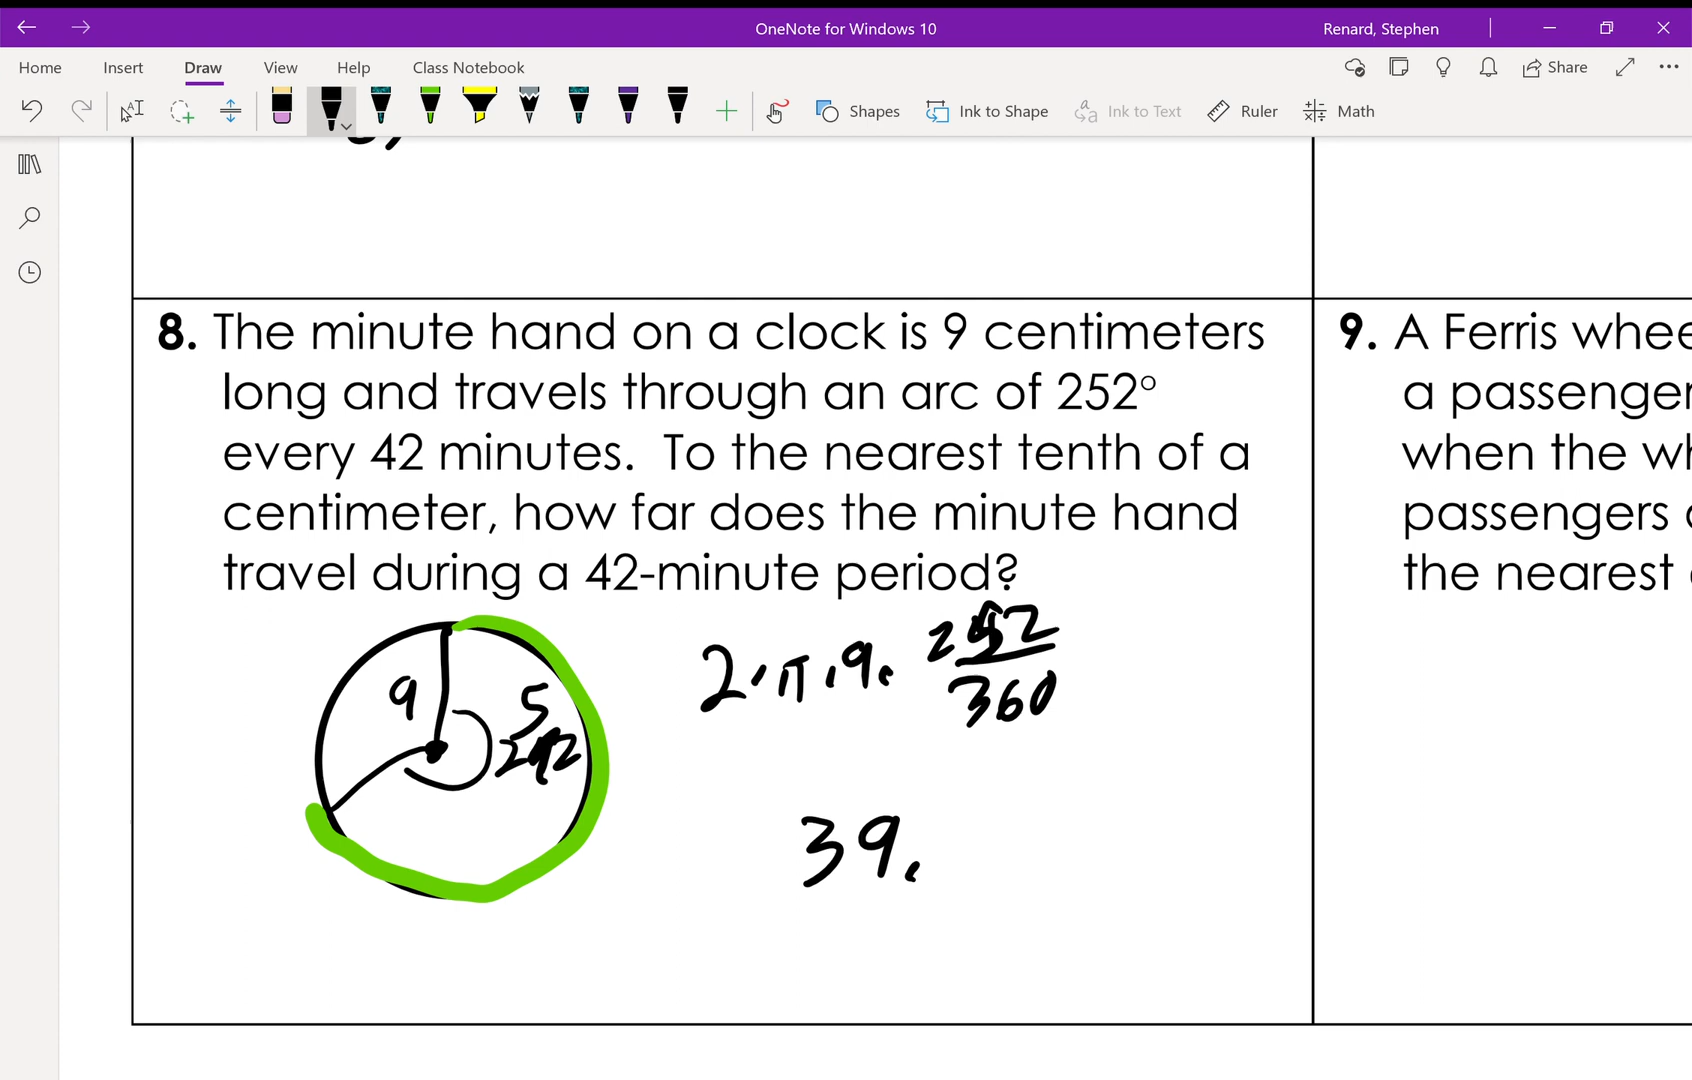 OneNote for Windows 10
Renard, Stephen
Home Insert Draw View Help Class Notebook
Share
Shapes Ink to Shape Ink to Text Ruler Math
8. The minute hand on a clock is 9 centimeters
long and travels through an arc of 252°
every 42 minutes. To the nearest tenth of a
centimeter, how far does the minute hand
travel during a 42-minute period?
9. A Ferris whee
a passenger
when the wh
passengers
the nearest
2·π·9· 252/360
9
5
242
39.